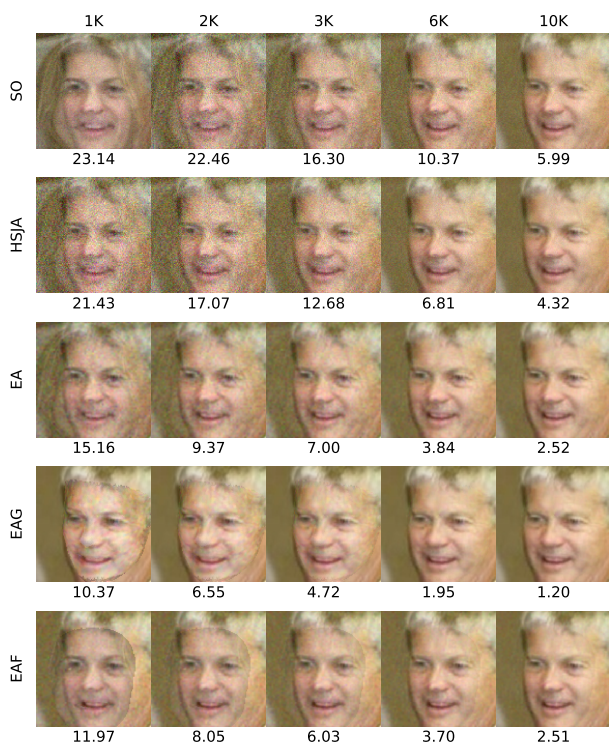 1K 2K 3K 6K 10K
SO
23.14 22.46 16.30 10.37 5.99
HSJA
21.43 17.07 12.68 6.81 4.32
EA
15.16 9.37 7.00 3.84 2.52
EAG
10.37 6.55 4.72 1.95 1.20
EAF
11.97 8.05 6.03 3.70 2.51